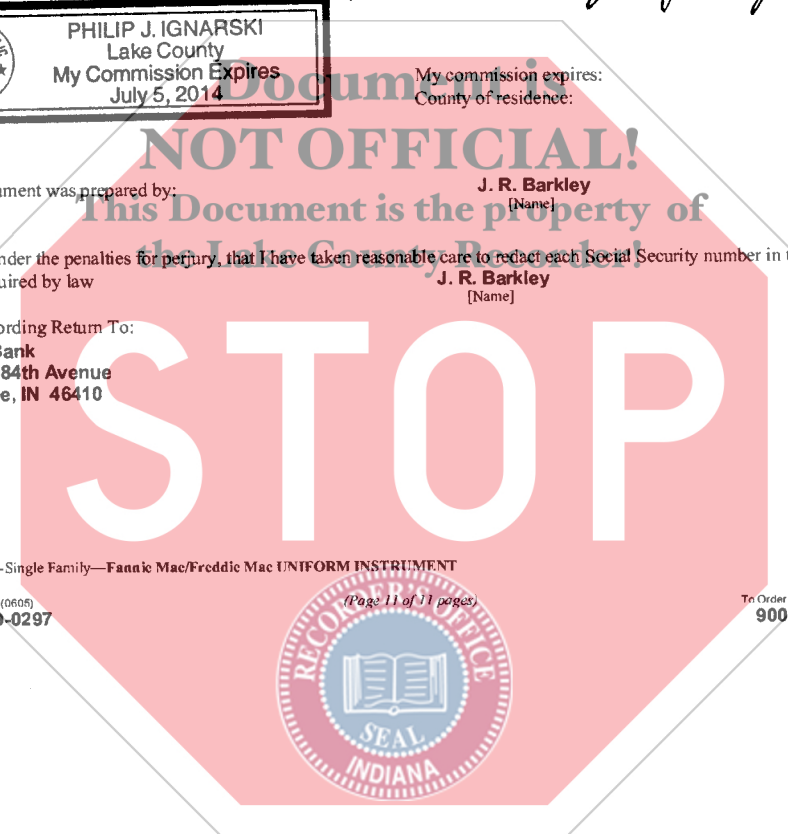 PHILIP J. IGNARSKI
Lake County
My Commission Expires
July 5, 2014
My commission expires:
County of residence:
Document is
NOT OFFICIAL!
This Document is the property of
the Lake County Recorder!
ument was prepared by:
J. R. Barkley
[Name]
nder the penalties for perjury, that I have taken reasonable care to redact each Social Security number in t
uired by law
J. R. Barkley
[Name]
ording Return To:
Bank
84th Avenue
e, IN 46410
STOP
-Single Family—Fannie Mae/Freddie Mac UNIFORM INSTRUMENT
(0605)
(Page 11 of 11 pages)
To Order
0-0297
900
RECORDER'S OFFICE
SEAL
INDIANA